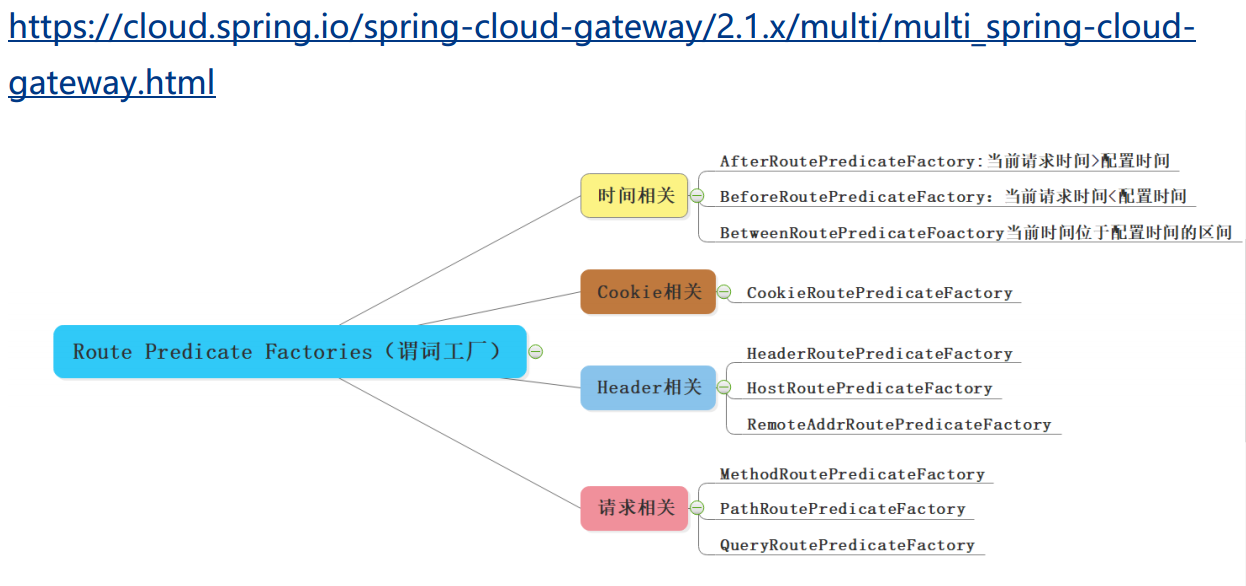 https://cloud.spring.io/spring-cloud-gateway/2.1.x/multi/multi_spring-cloud-
gateway.html
AfterRoutePredicateFactory:当前请求时间>配置时间
时间相关
BeforeRoutePredicateFactory：当前请求时间<配置时间
BetweenRoutePredicateFoactory当前时间位于配置时间的区间
Cookie相关
CookieRoutePredicateFactory
Route Predicate Factories（谓词工厂）
HeaderRoutePredicateFactory
Header相关
HostRoutePredicateFactory
RemoteAddrRoutePredicateFactory
MethodRoutePredicateFactory
请求相关
PathRoutePredicateFactory
QueryRoutePredicateFactory